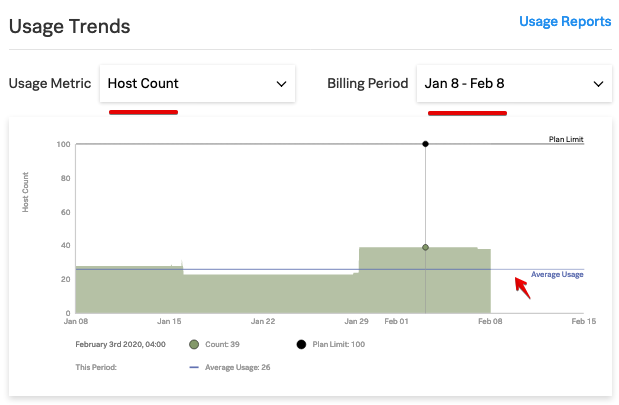 Usage Trends
Usage Reports
Usage Metric
Host Count
Billing Period
Jan 8 - Feb 8
Plan Limit
100
80
60
40
20
0
Host Count
Average Usage
Jan 08
Jan 15
Jan 22
Jan 29
Feb 01
Feb 08
Feb 15
February 3rd 2020, 04:00
Count: 39
Plan Limit: 100
This Period:
Average Usage: 26